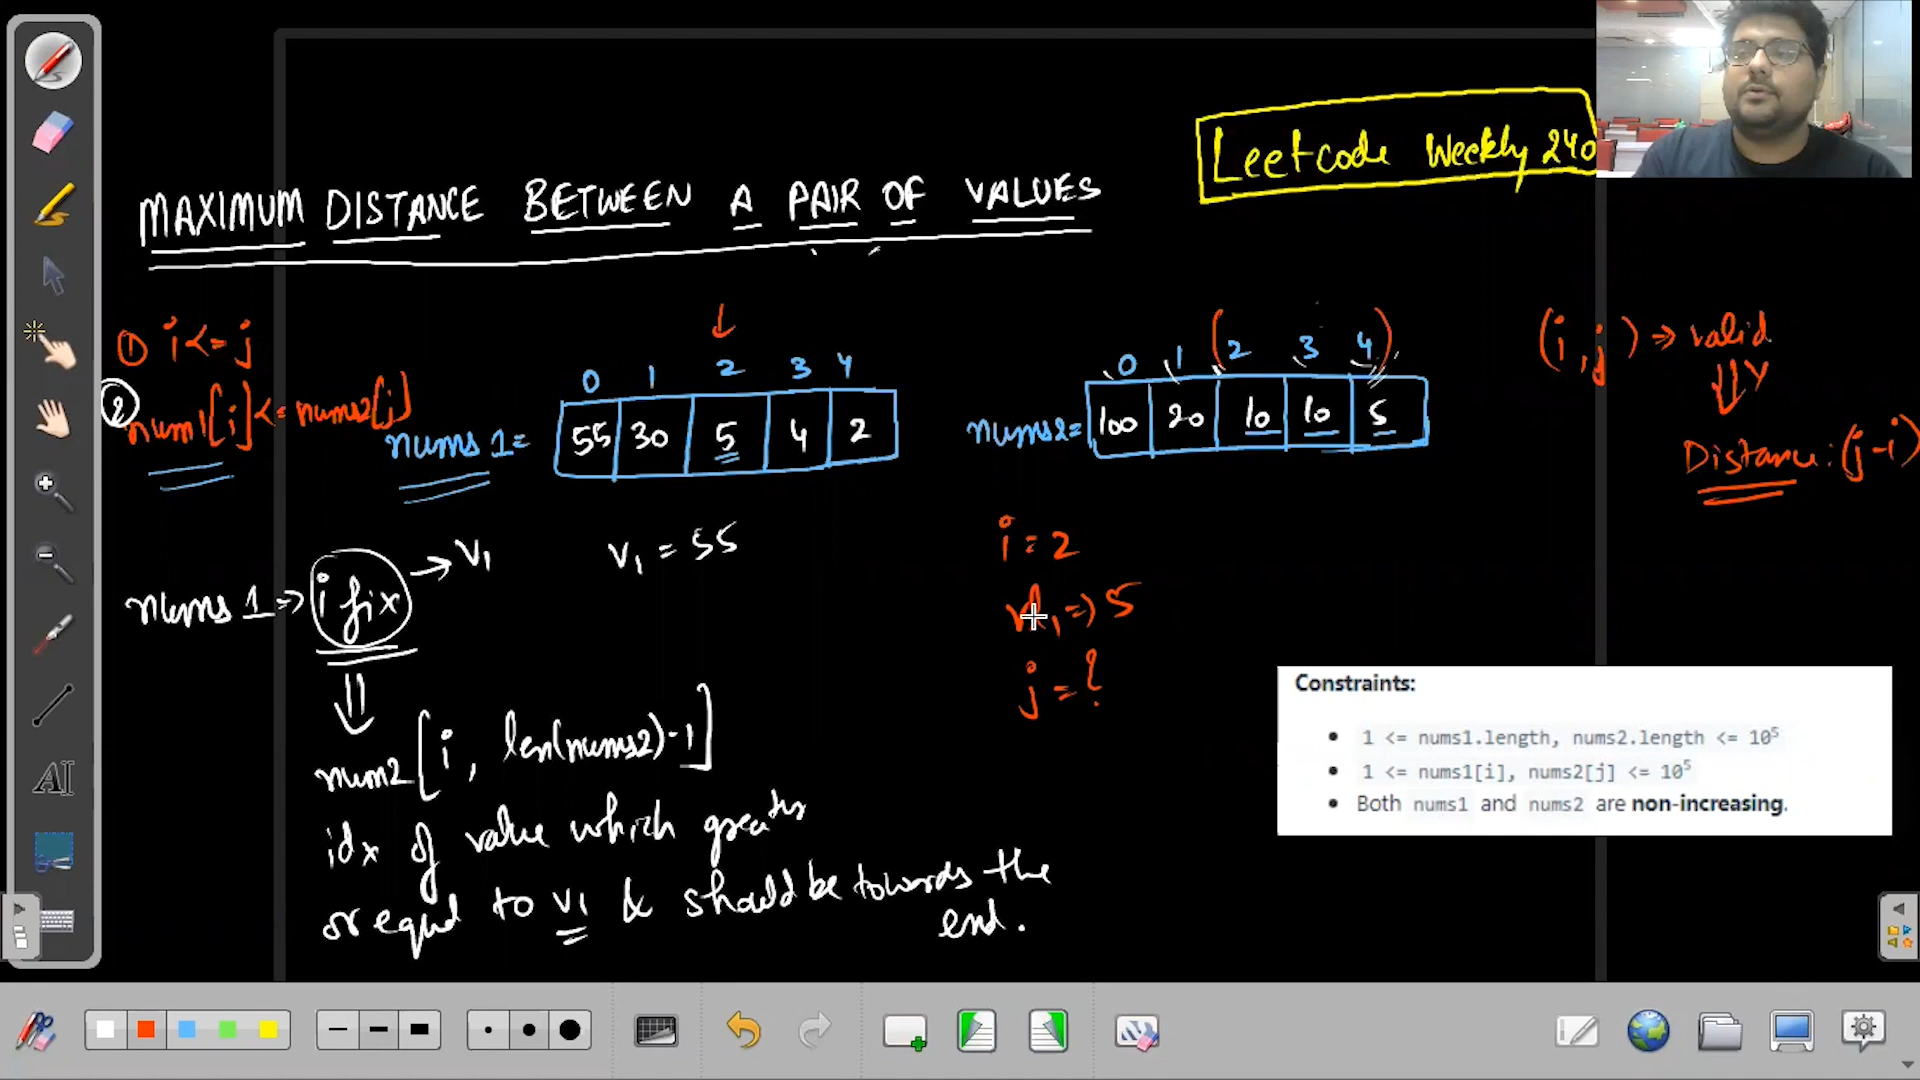 Leetcode Weekly 240
MAXIMUM DISTANCE BETWEEN A PAIR OF VALUES
① i<=j
② num1[i]<=nums2[j]
0 1 2 3 4
nums1= 55 30 5 4 2
0 1 (2 3 4)
nums2= 100 20 10 10 5
(i,j) => valid
Distance: (j-i)
nums1 => i fix → v1
v1 = 55
i = 2
v1 => 5
j = ?
num2[i, len(nums2)-1]
idx of value which greater
or equal to v1 & should be towards the
end.
Constraints:
• 1 <= nums1.length, nums2.length <= 10⁵
• 1 <= nums1[i], nums2[j] <= 10⁵
• Both nums1 and nums2 are non-increasing.